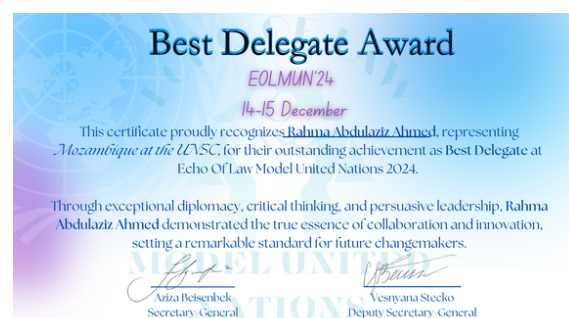 Best Delegate Award
EOLMUN'24
14-15 December
This certificate proudly recognizes Rahma Abdulaziz Ahmed, representing
Mozambique at the UNSC, for their outstanding achievement as Best Delegate at
Echo Of Law Model United Nations 2024.
Through exceptional diplomacy, critical thinking, and persuasive leadership, Rahma
Abdulaziz Ahmed demonstrated the true essence of collaboration and innovation,
setting a remarkable standard for future changemakers.
MODEL UNITED
NATIONS
Aziza Beisenbek
Vesnyana Stecko
Secretary-General
Deputy Secretary-General